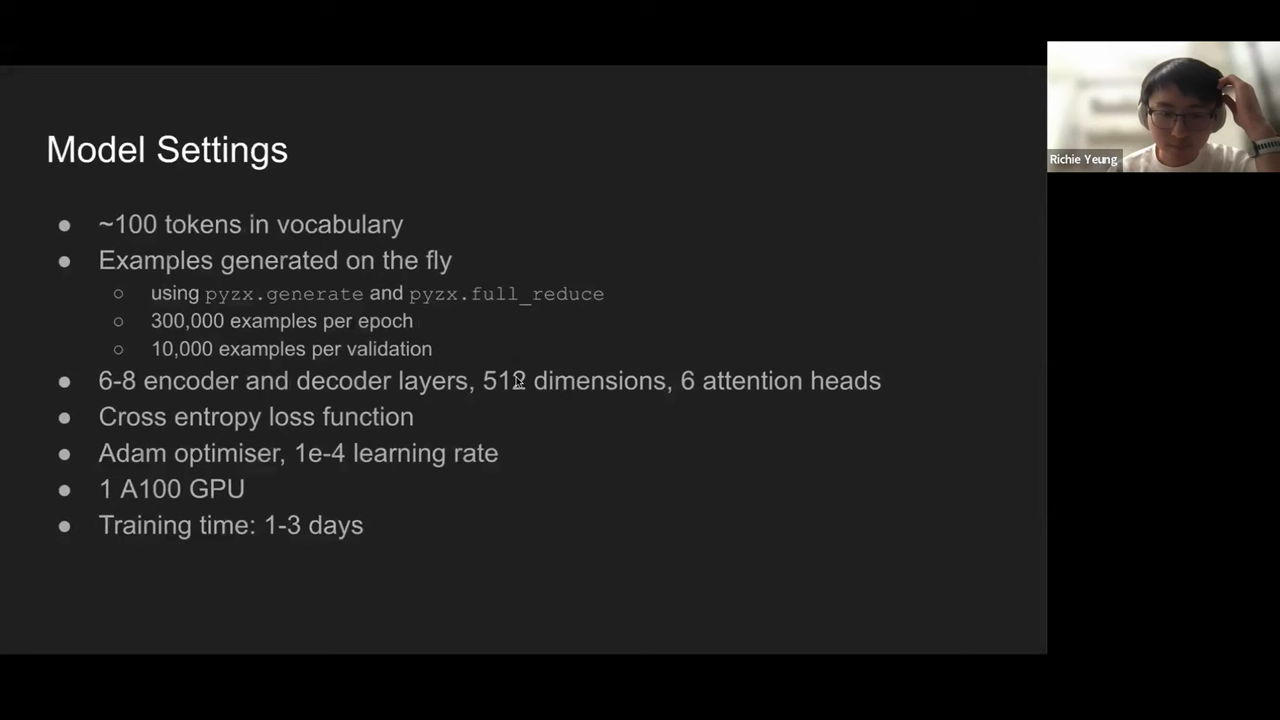 Model Settings
● ~100 tokens in vocabulary
● Examples generated on the fly
○ using pyzx.generate and pyzx.full_reduce
○ 300,000 examples per epoch
○ 10,000 examples per validation
● 6-8 encoder and decoder layers, 512 dimensions, 6 attention heads
● Cross entropy loss function
● Adam optimiser, 1e-4 learning rate
● 1 A100 GPU
● Training time: 1-3 days
Richie Yeung